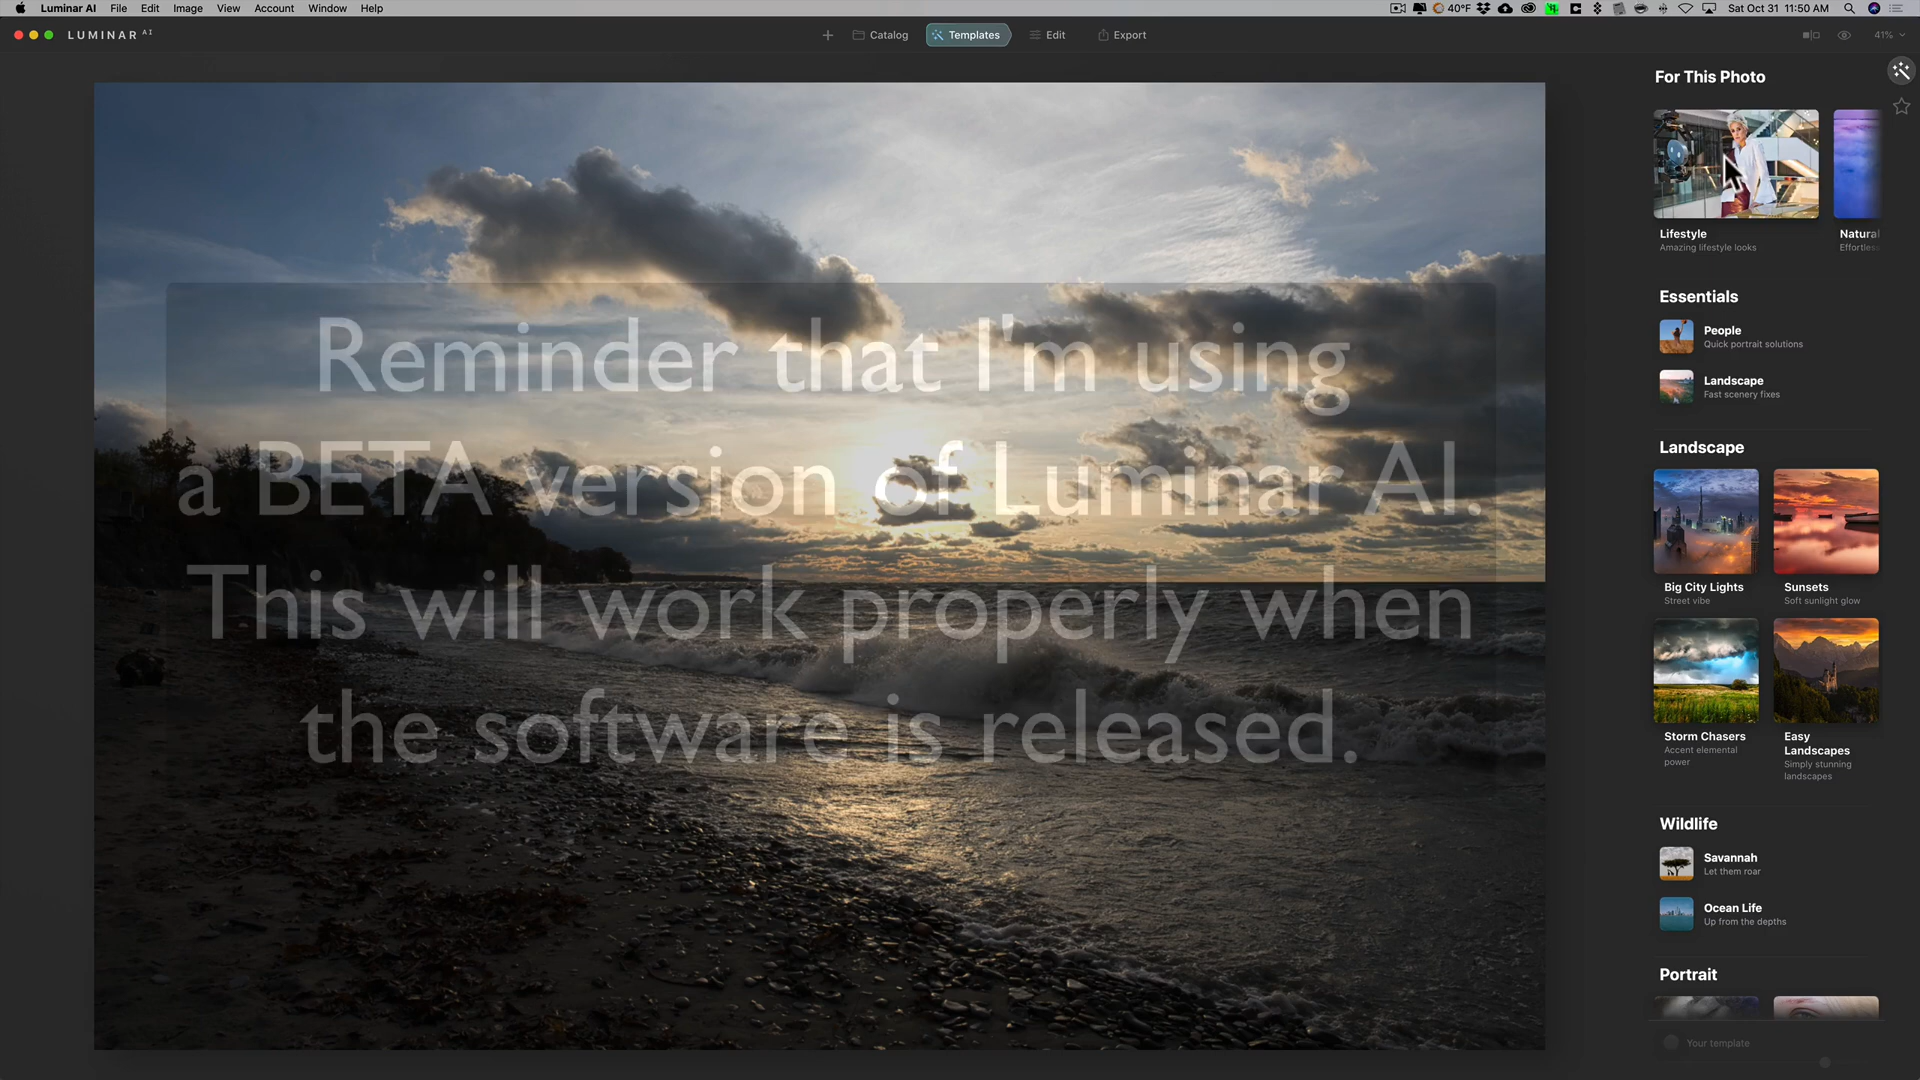 Luminar AI File Edit Image View Account Window Help 40°F Sat Oct 31 11:50 AM
LUMINAR AI Catalog Templates Edit Export 41%
For This Photo
Lifestyle
Amazing lifestyle looks
Natural
Essentials
People
Quick portrait solutions
Landscape
Fast scenery fixes
Landscape
Big City Lights
Street vibe
Sunsets
Soft sunlight glow
Storm Chasers
Accent elemental
power
Easy
Landscapes
Simply stunning
landscapes
Wildlife
Savannah
Let them roar
Ocean Life
Up from the depths
Portrait
Your template
Reminder that I'm using
a BETA version of Luminar AI.
This will work properly when
the software is released.